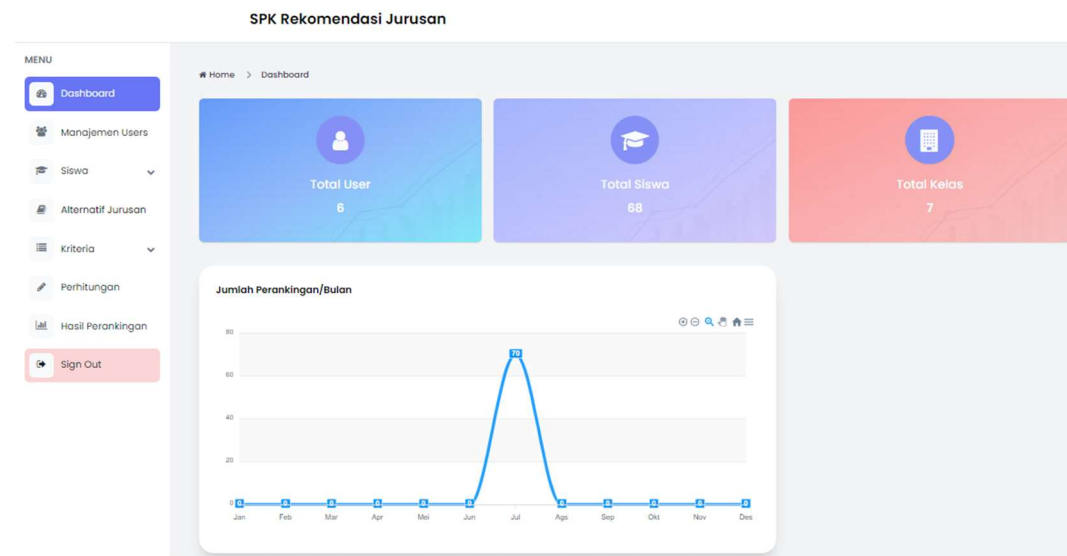 SPK Rekomendasi Jurusan
MENU
Dashboard
Manajemen Users
Siswa
Alternatif Jurusan
Kriteria
Perhitungan
Hasil Perankingan
Sign Out
Home > Dashboard
Total User
6
Total Siswa
68
Total Kelas
7
Jumlah Perankingan/Bulan
80
60
40
20
0
70
0 0 0 0 0 0 0 0 0 0 0
Jan Feb Mar Apr Mei Jun Jul Ags Sep Okt Nov Des